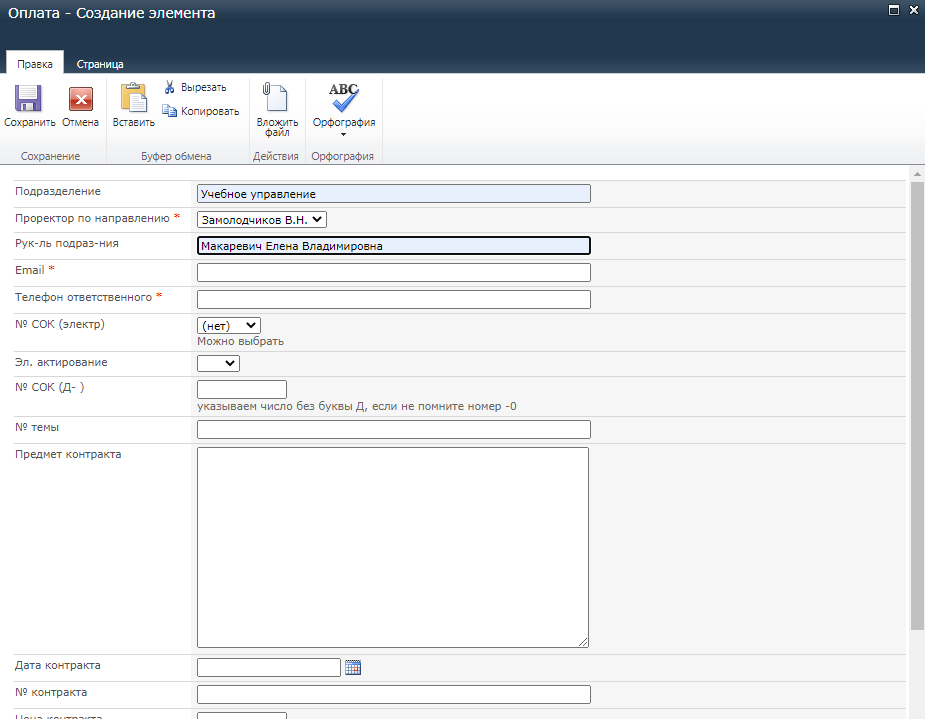 Оплата - Создание элемента
Правка Страница
Вырезать
Копировать
ABC
Сохранить Отмена Вставить Вложить файл Орфография
Сохранение Буфер обмена Действия Орфография
Подразделение Учебное управление
Проректор по направлению * Замолодчиков В.Н.
Рук-ль подраз-ния Макаревич Елена Владимировна
Email *
Телефон ответственного *
№ СОК (электр) (нет)
Можно выбрать
Эл. актирование
№ СОК (Д- )
указываем число без буквы Д, если не помните номер -0
№ темы
Предмет контракта
Дата контракта
№ контракта
Цена контракта